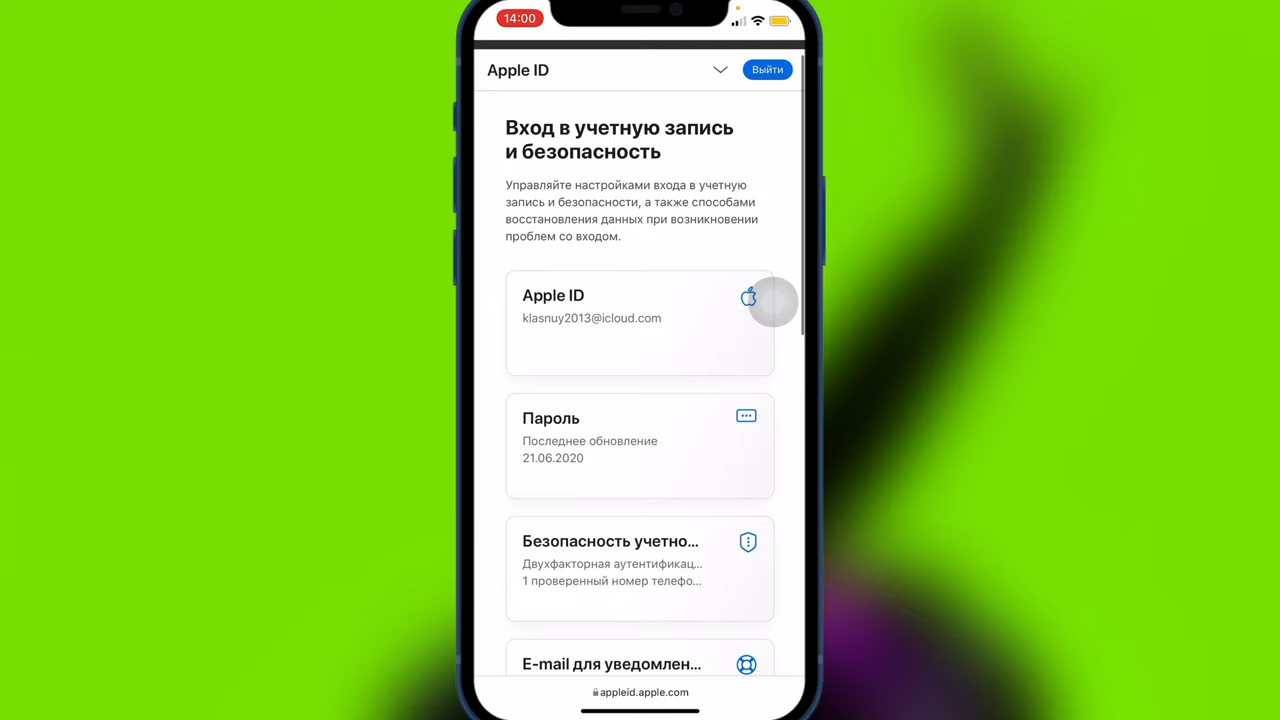 14:00
Apple ID
Выйти
Вход в учетную запись
и безопасность
Управляйте настройками входа в учетную
запись и безопасности, а также способами
восстановления данных при возникновении
проблем со входом.
Apple ID
klasnuy2013@icloud.com
Пароль
Последнее обновление
21.06.2020
Безопасность учетно...
Двухфакторная аутентификац...
1 проверенный номер телефо...
E-mail для уведомлен...
appleid.apple.com